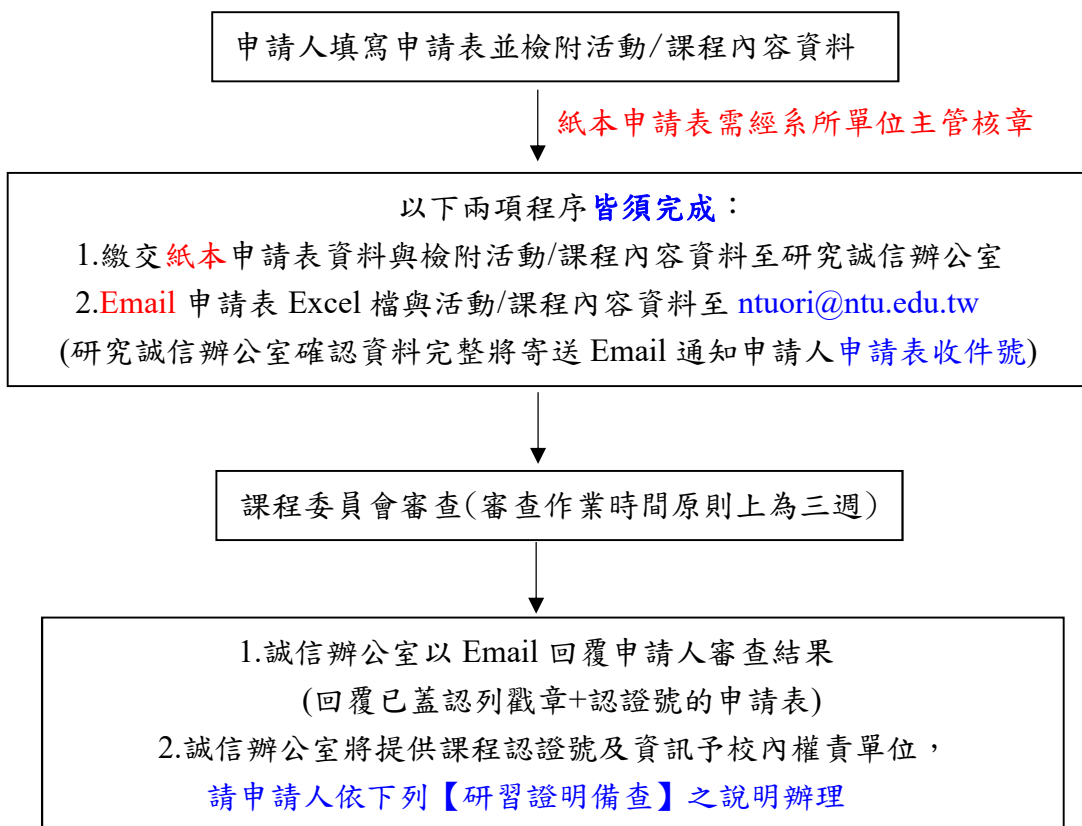 申請人填寫申請表並檢附活動/課程內容資料
紙本申請表需經系所單位主管核章
以下兩項程序皆須完成：
1.繳交紙本申請表資料與檢附活動/課程內容資料至研究誠信辦公室
2.Email 申請表 Excel 檔與活動/課程內容資料至 ntuori@ntu.edu.tw
(研究誠信辦公室確認資料完整將寄送 Email 通知申請人申請表收件號)
課程委員會審查(審查作業時間原則上為三週)
1.誠信辦公室以 Email 回覆申請人審查結果
(回覆已蓋認列戳章+認證號的申請表)
2.誠信辦公室將提供課程認證號及資訊予校內權責單位，
請申請人依下列【研習證明備查】之說明辦理